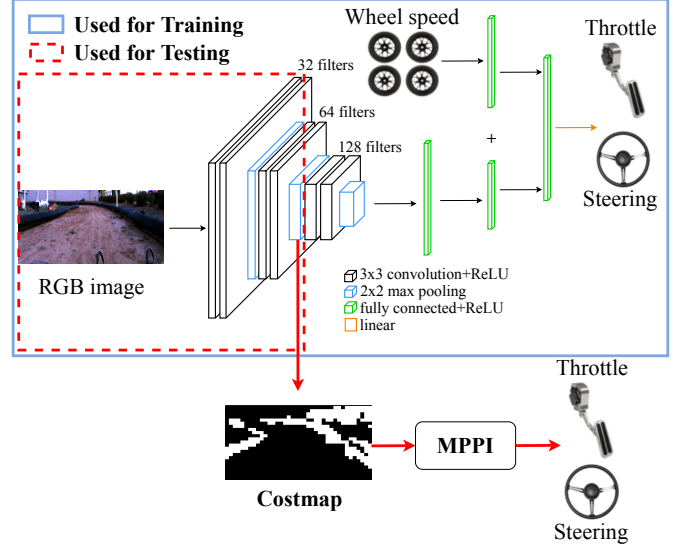 Used for Training
Used for Testing
Wheel speed
Throttle
32 filters
64 filters
128 filters
+
Steering
RGB image
3x3 convolution+ReLU
2x2 max pooling
fully connected+ReLU
linear
Throttle
MPPI
Costmap
Steering